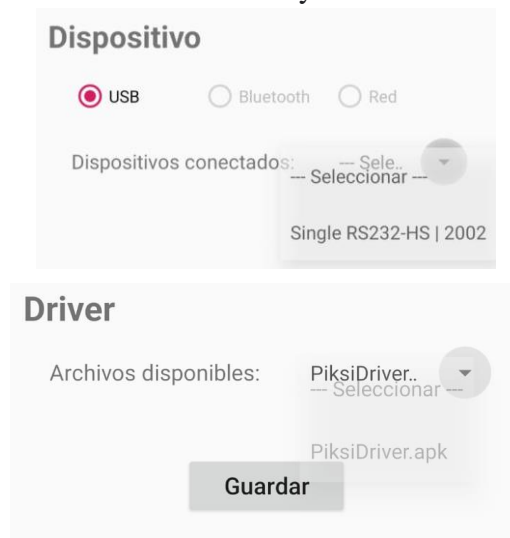 Dispositivo
USB Bluetooth Red
Dispositivos conectados: --- Sele..
--- Seleccionar ---
Single RS232-HS | 2002
Driver
Archivos disponibles: PiksiDriver..
--- Seleccionar ---
PiksiDriver.apk
Guardar